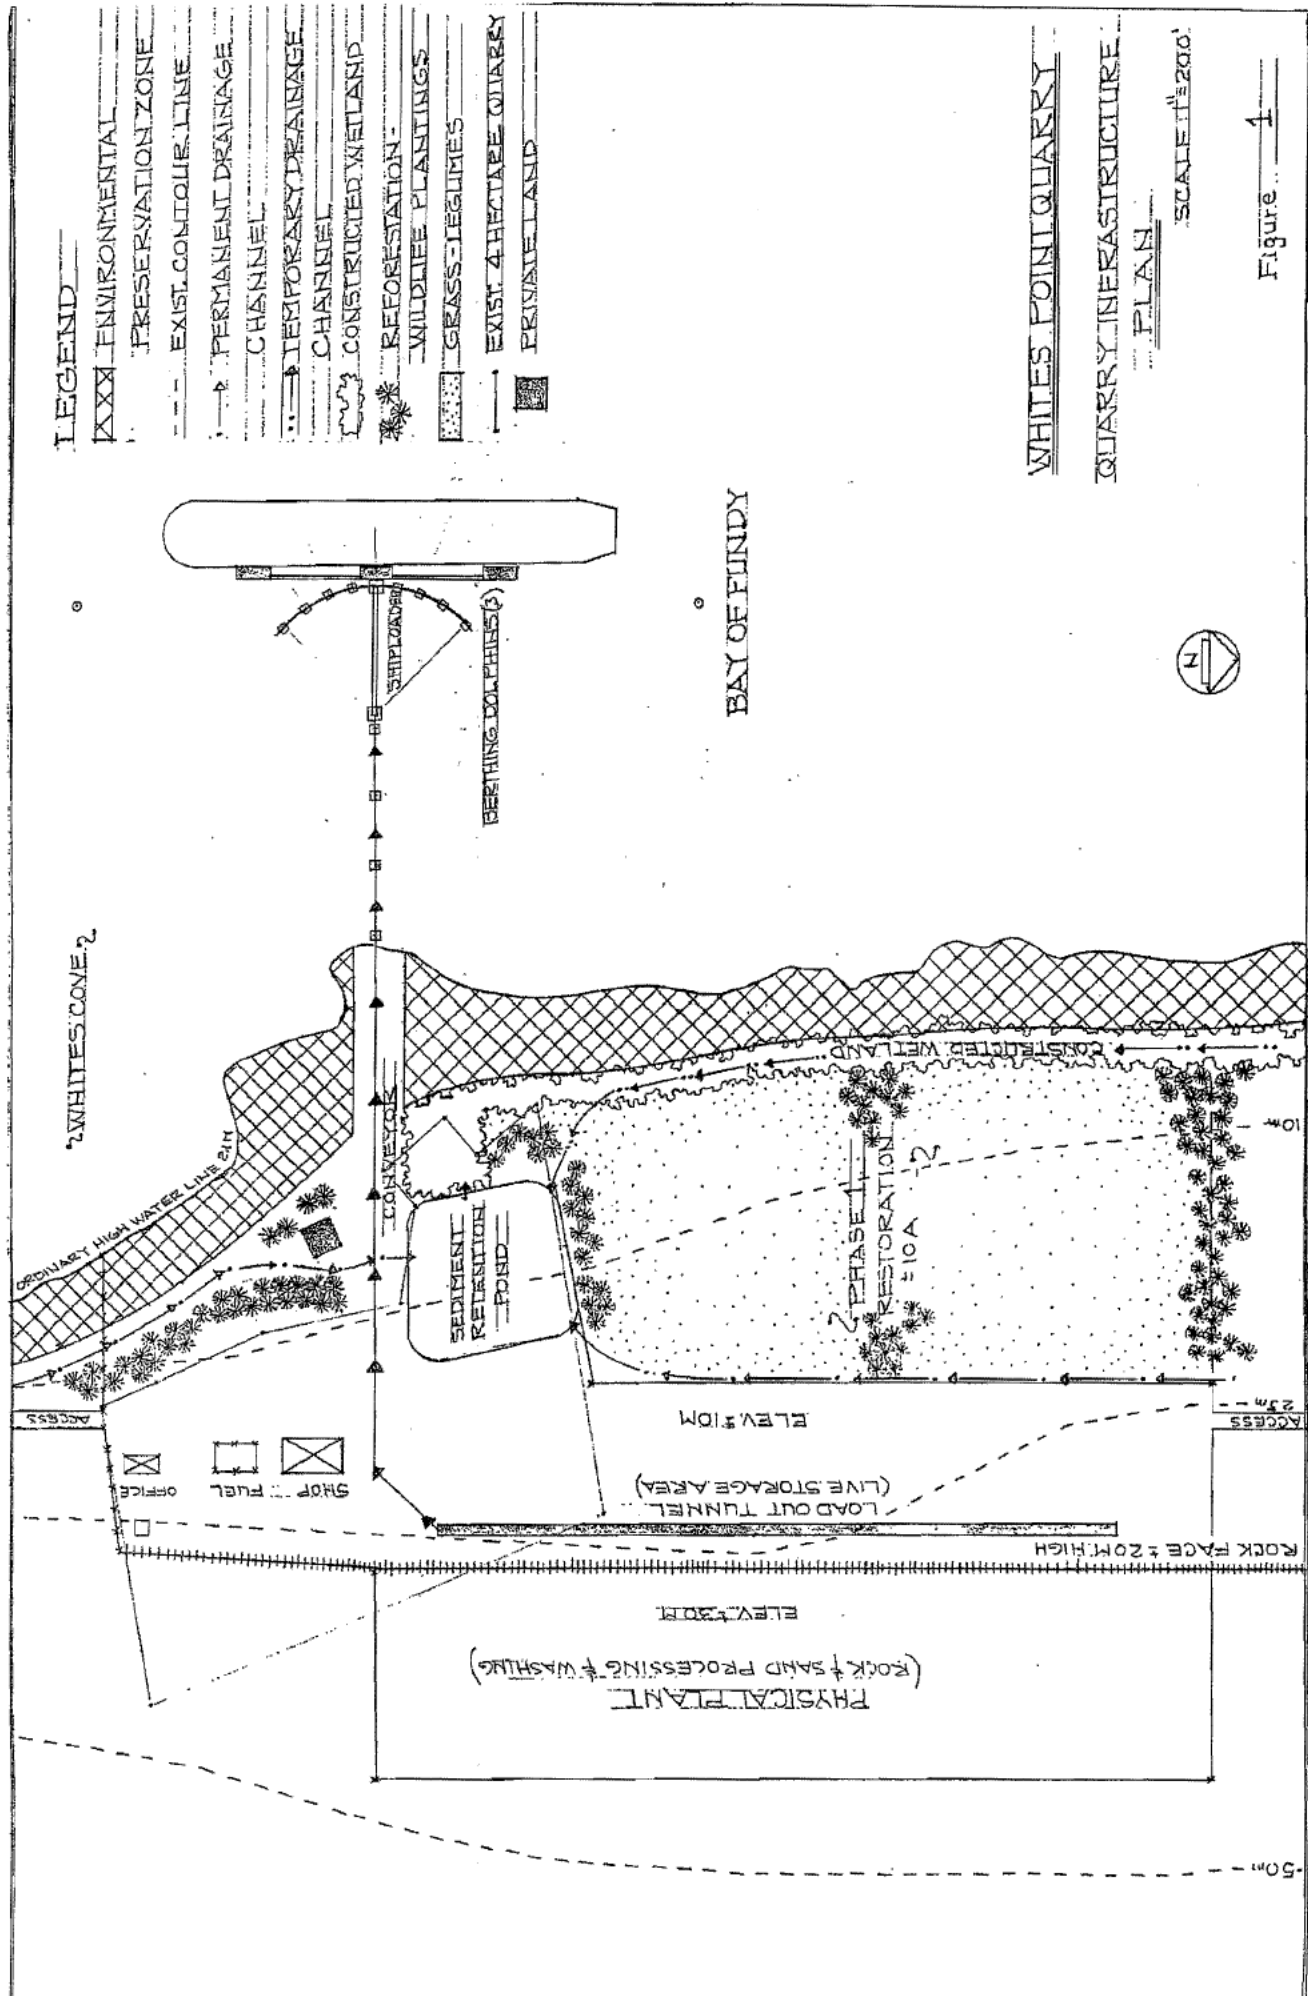 LEGEND
ENVIRONMENTAL
PRESERVATION ZONE
EXIST. CONTOUR LINE
PERMANENT DRAINAGE
CHANNEL
TEMPORARY DRAINAGE
CHANNEL
CONSTRUCTED WETLAND
REFORESTATION -
WILDLIFE PLANTINGS
GRASS-LEGUMES
EXIST. 4 HECTARE QUARRY
PRIVATE LAND
WHITES COVE
SHIPLOADER
BERTHING DOLPHINS (3)
BAY OF FUNDY
N
WHITES POINT QUARRY
QUARRY INFRASTRUCTURE
PLAN
SCALE 1"=200'
Figure 1
ORDINARY HIGH WATER LINE 2.1M
CONVEYOR
SEDIMENT
RETENTION
POND
CONSTRUCTED WETLAND
PHASE 1
RESTORATION
±10A
10m
25m
ACCESS
ACCESS
OFFICE
FUEL
SHOP
ELEV. ±10M
LOAD OUT TUNNEL
(LIVE STORAGE AREA)
ROCK FACE ±20M. HIGH
ELEV. ±30M
PHYSICAL PLANT
(ROCK & SAND PROCESSING & WASHING)
50m